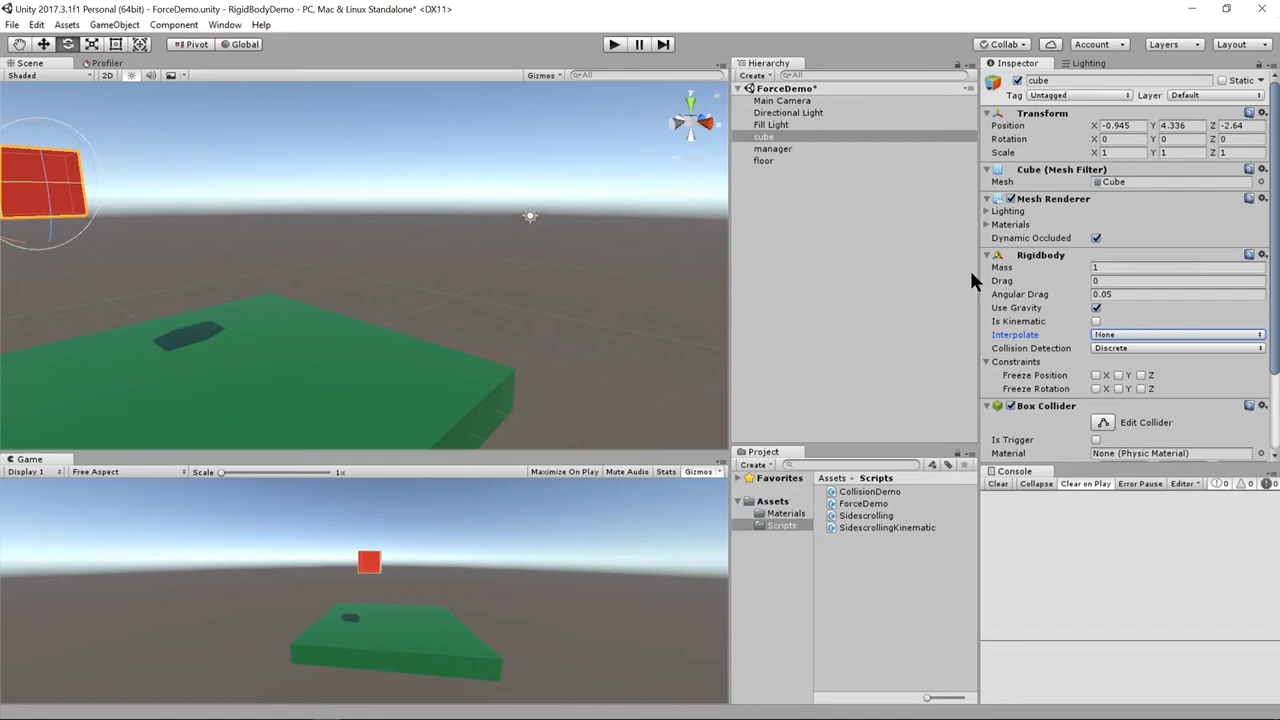 Unity 2017.3.1f1 Personal (64bit) - ForceDemo.unity - RigidBodyDemo - PC, Mac & Linux Standalone* <DX11>
File Edit Assets GameObject Component Window Help
Pivot Global Collab Account Layers Layout
Scene Profiler
Shaded 2D Gizmos All
y
x
Hierarchy
Create All
ForceDemo*
Main Camera
Directional Light
Fill Light
cube
manager
floor
Inspector Lighting
cube Static
Tag Untagged Layer Default
Transform
Position X -0.945 Y 4.336 Z -2.64
Rotation X 0 Y 0 Z 0
Scale X 1 Y 1 Z 1
Cube (Mesh Filter)
Mesh Cube
Mesh Renderer
Lighting
Materials
Dynamic Occluded
Rigidbody
Mass 1
Drag 0
Angular Drag 0.05
Use Gravity
Is Kinematic
Interpolate None
Collision Detection Discrete
Constraints
Freeze Position X Y Z
Freeze Rotation X Y Z
Box Collider
Edit Collider
Is Trigger
Material None (Physic Material)
Game
Display 1 Free Aspect Scale 1x Maximize On Play Mute Audio Stats Gizmos
Project
Create
Favorites
Assets
Materials
Scripts
Assets Scripts
CollisionDemo
ForceDemo
Sidescrolling
SidescrollingKinematic
Console
Clear Collapse Clear on Play Error Pause Editor 0 0 0